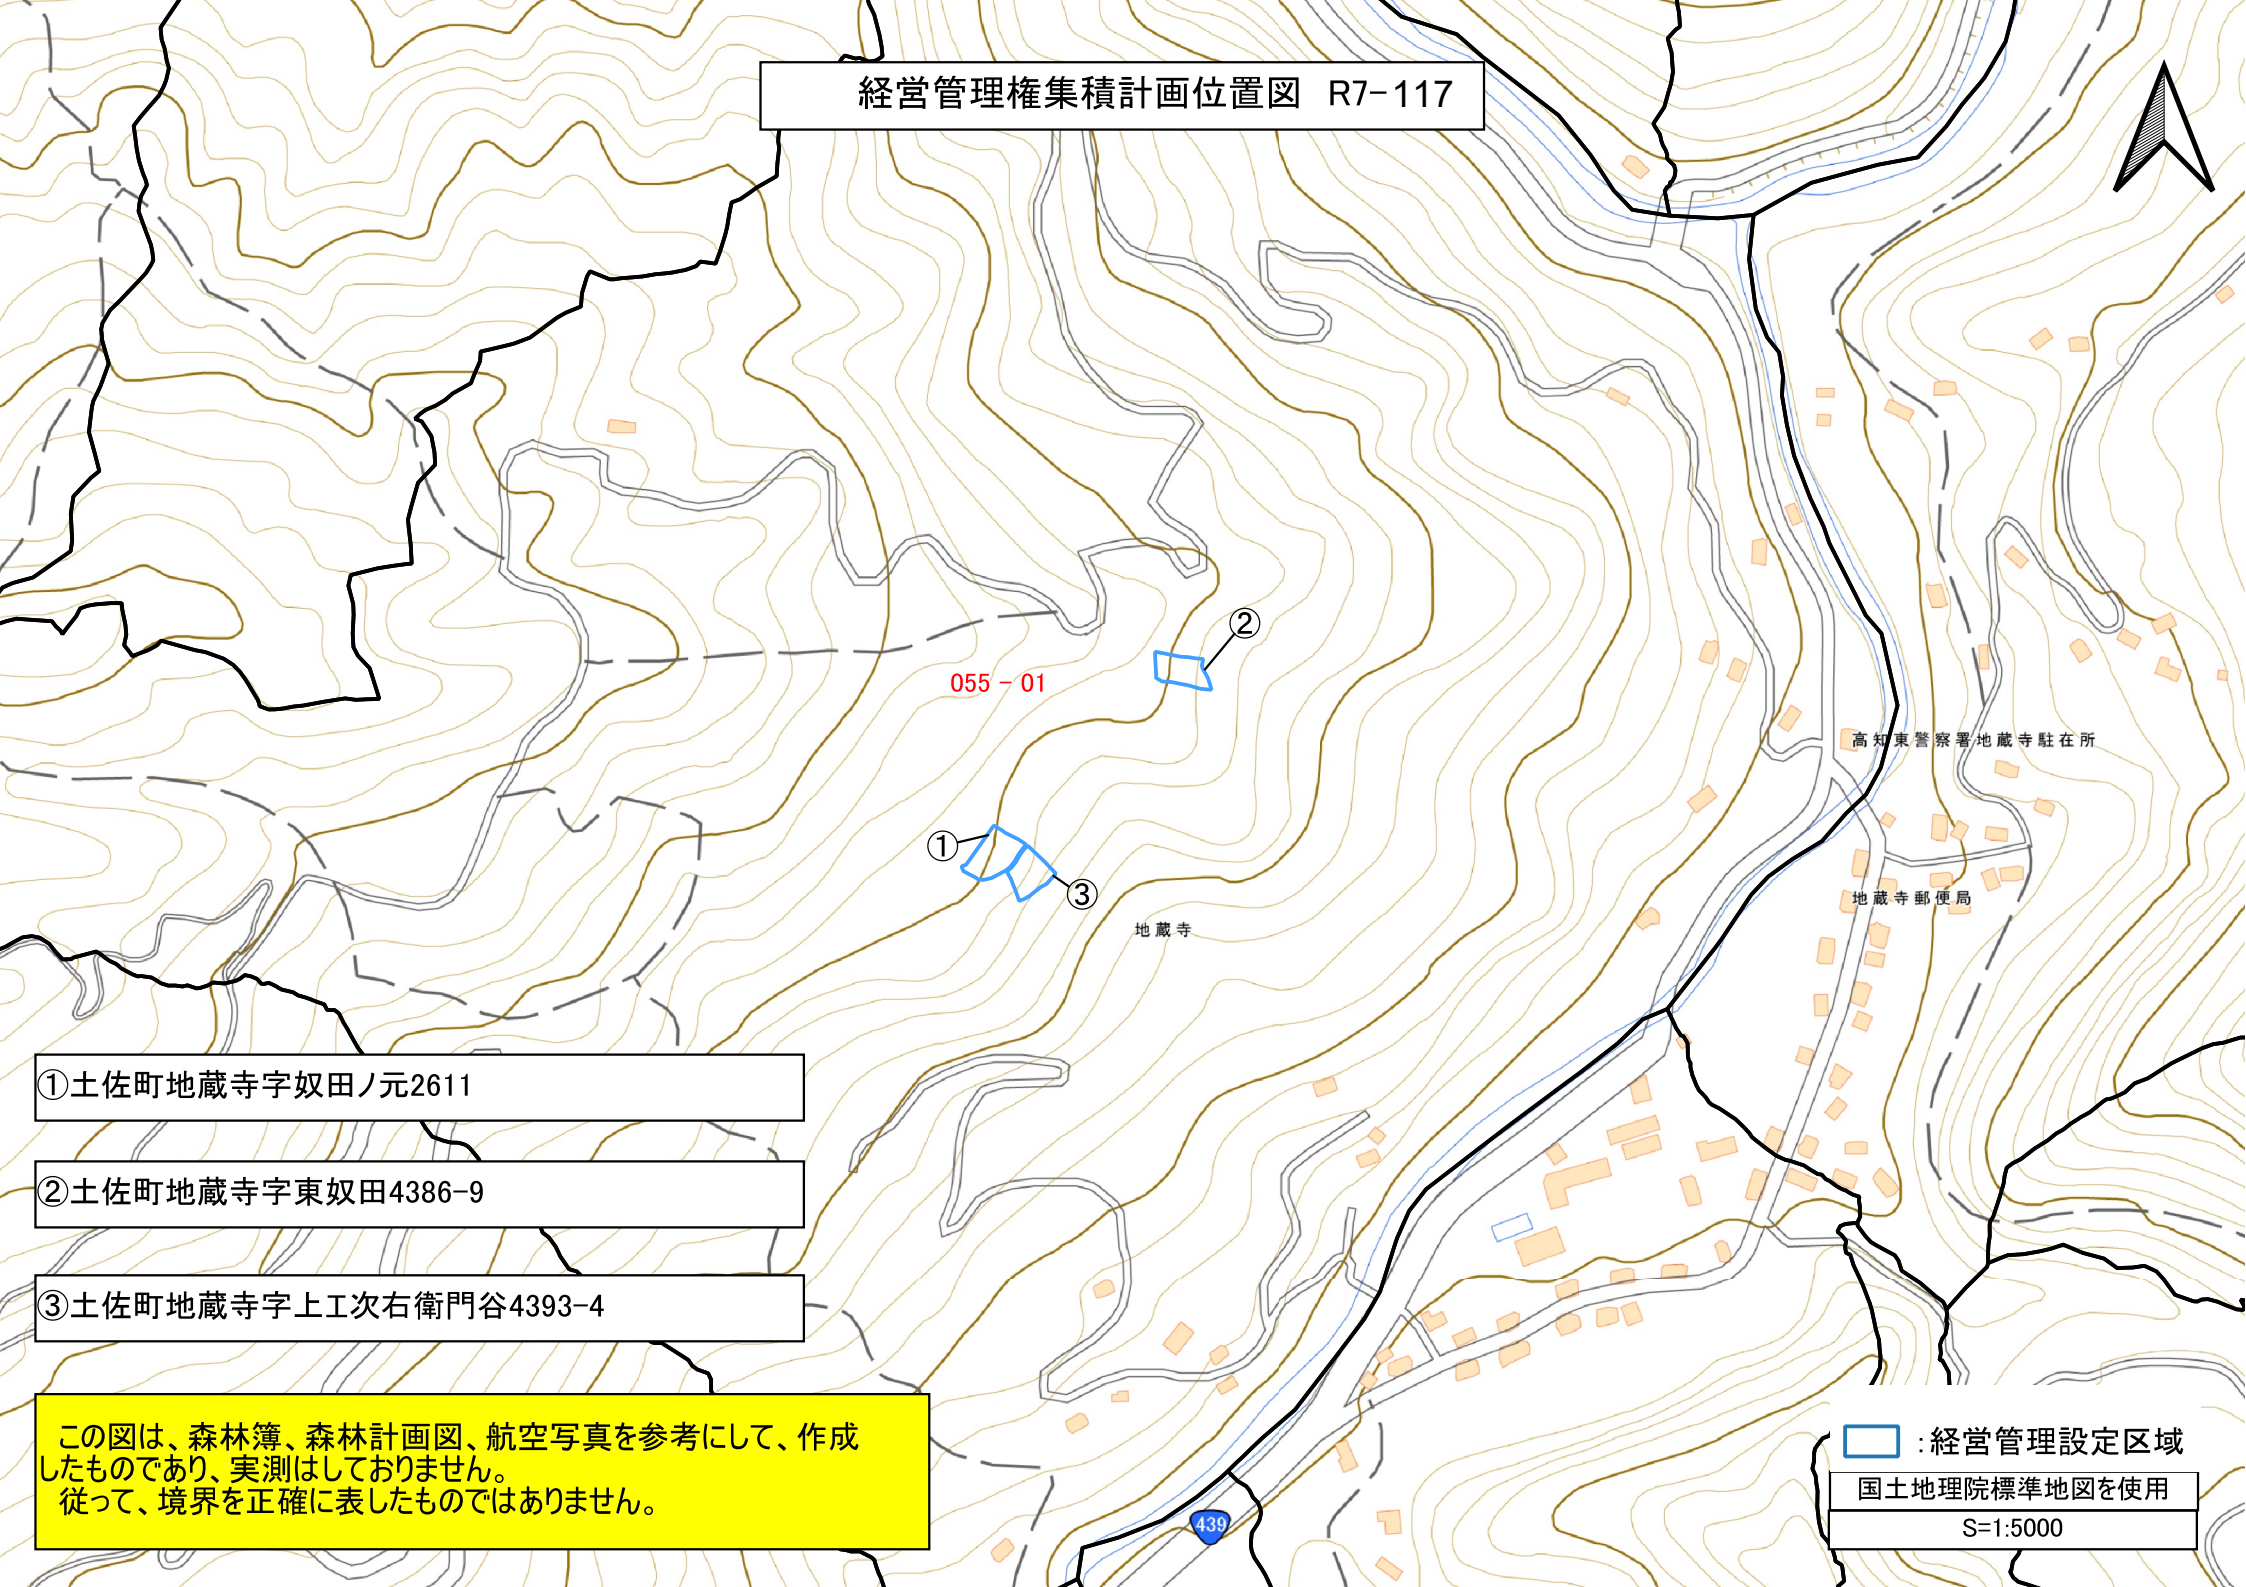 経営管理権集積計画位置図 R7-117
②
055-01
高知東警察署地蔵寺駐在所
①
③
地蔵寺郵便局
地蔵寺
①土佐町地蔵寺字奴田ノ元2611
②土佐町地蔵寺字東奴田4386-9
③土佐町地蔵寺字上工次右衛門谷4393-4
この図は、森林簿、森林計画図、航空写真を参考にして、作成
したものであり、実測はしておりません。
従って、境界を正確に表したものではありません。
:経営管理設定区域
国土地理院標準地図を使用
S=1:5000
439